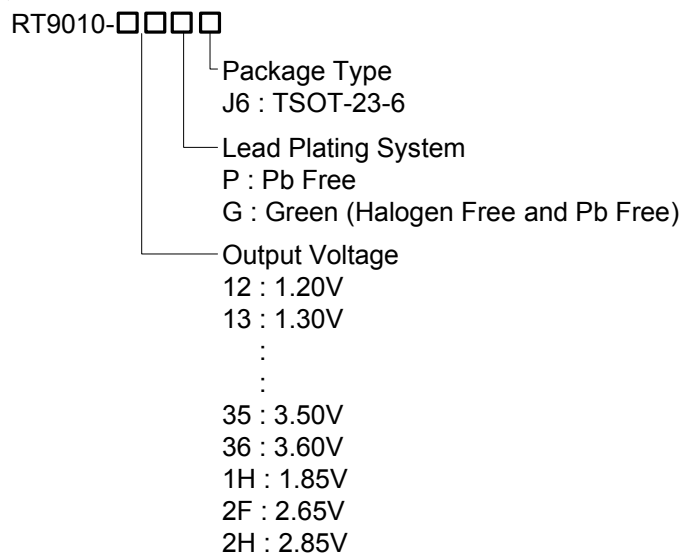 RT9010-□□□□
Package Type
J6 : TSOT-23-6
Lead Plating System
P : Pb Free
G : Green (Halogen Free and Pb Free)
Output Voltage
12 : 1.20V
13 : 1.30V
:
:
35 : 3.50V
36 : 3.60V
1H : 1.85V
2F : 2.65V
2H : 2.85V